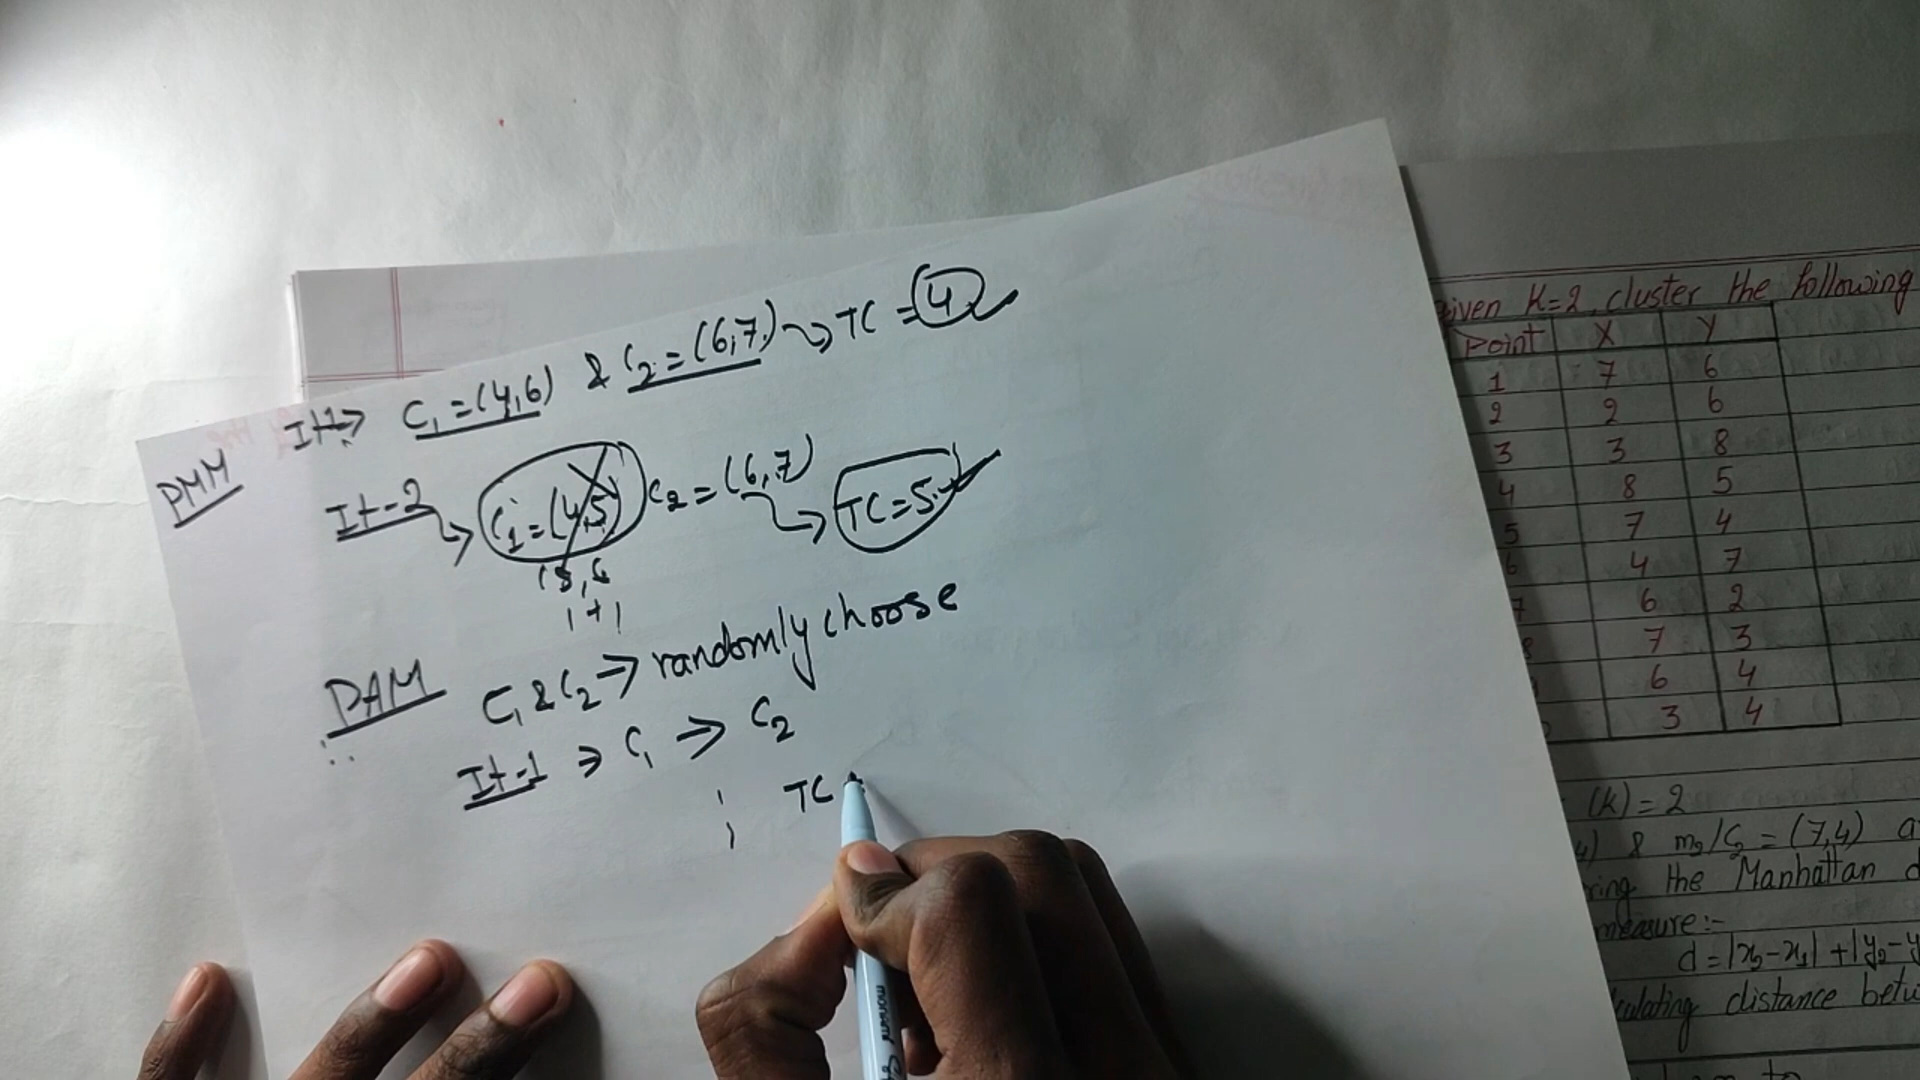 It-1⇒ C₁ = (4,6) & C₂ = (6,7) → TC = 4
PMM
It-2 → C₁ = (4,5) C₂ = (6,7) → TC = 5
1+1
PAM C₁ & C₂ → randomly choose
It-1 ⇒ C₁ → C₂
TC
given K=2, cluster the following
Point X Y
1 7 6
2 2 6
3 3 8
4 8 5
5 7 4
6 4 7
7 6 2
8 7 3
6 4
3 4
(k) = 2
4) & m₂/C₂ = (7,4)
the Manhattan
measure:-
d = |x₂-x₁| + |y₂-y
distance